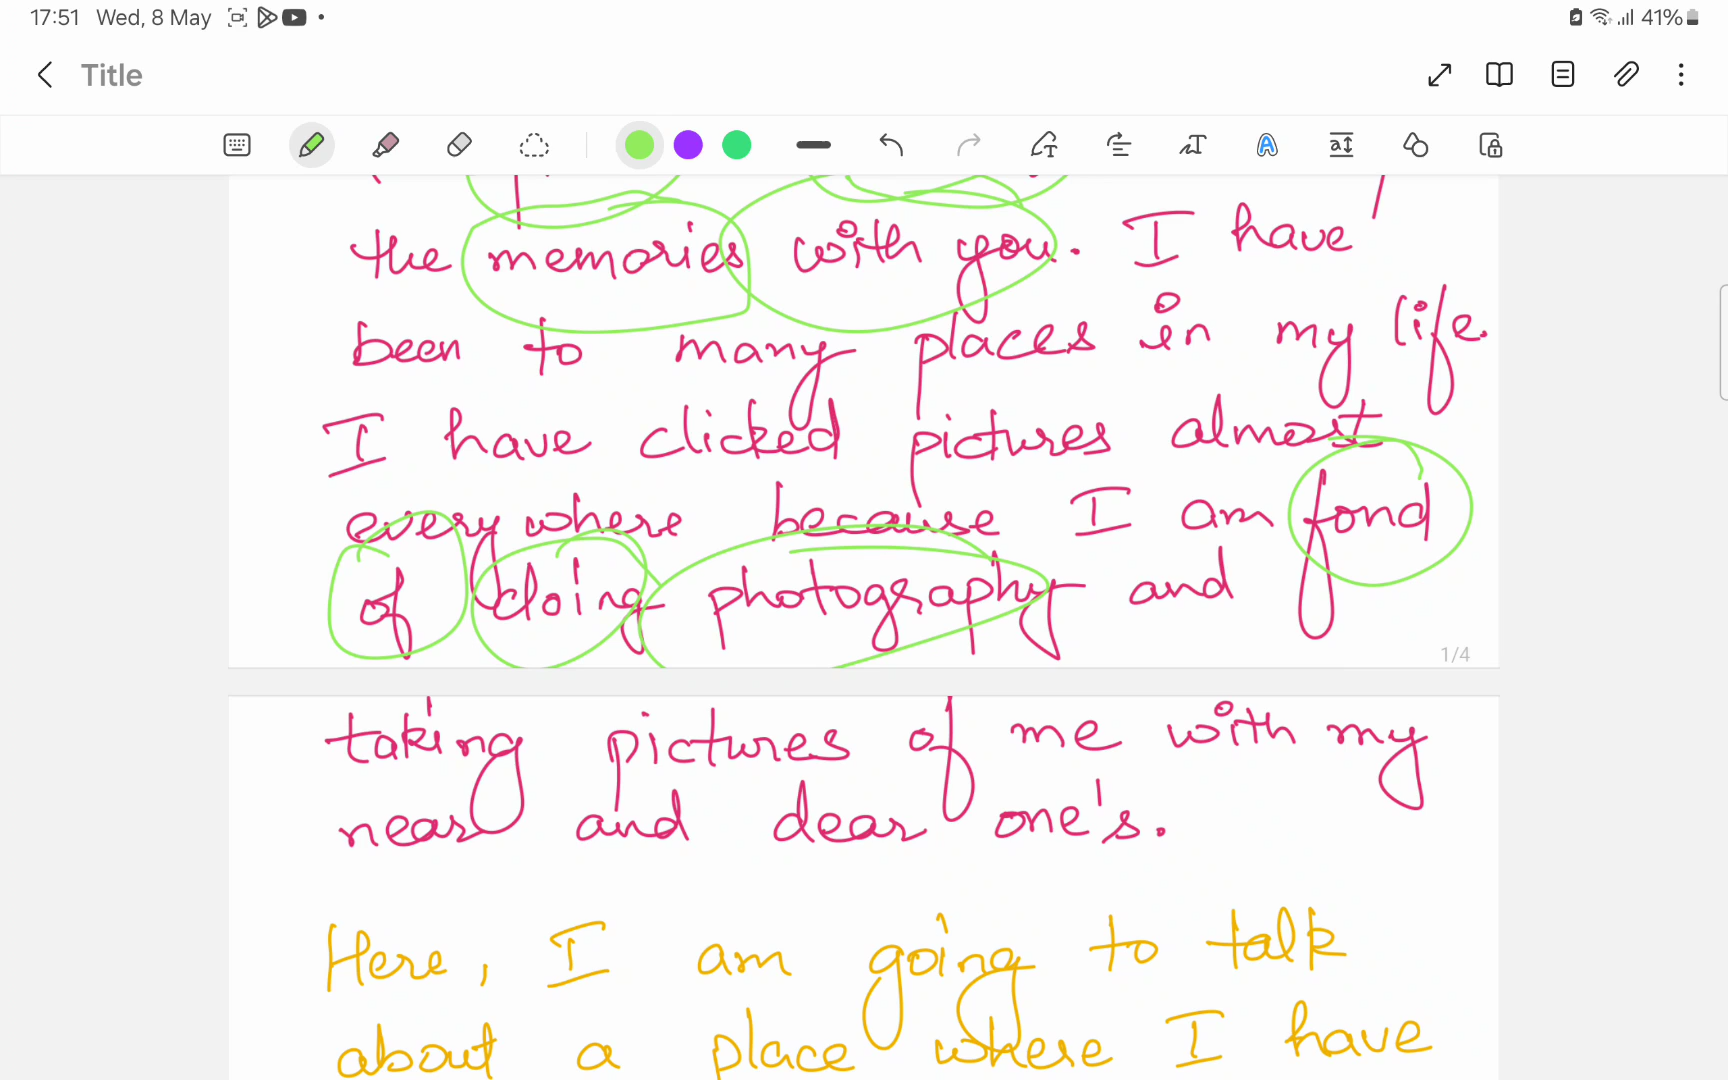 17:51 Wed, 8 May 41%
Title
the memories with you. I have
been to many places in my life.
I have clicked pictures almost
everywhere because I am fond
of doing photography and
1/4
taking pictures of me with my
near and dear one's.
Here, I am going to talk
about a place where I have